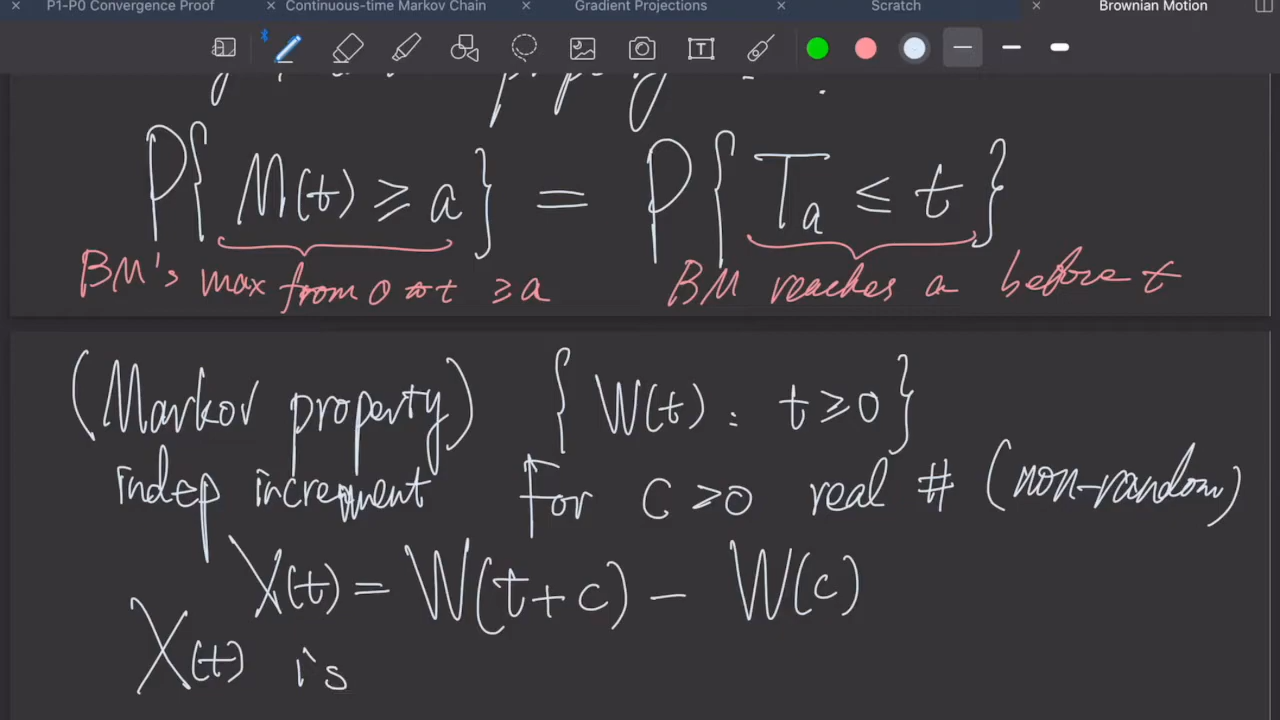 P1-P0 Convergence Proof
Continuous-time Markov Chain
Gradient Projections
Scratch
Brownian Motion
property
P{ M(t) ≥ a } = P{ T_a ≤ t }
BM's max from 0 to t ≥ a
BM reaches a before t
(Markov property) { W(t) : t ≥ 0 }
indep increment For c > 0 real # (non-random)
X(t) = W(t+c) − W(c)
X(t) is